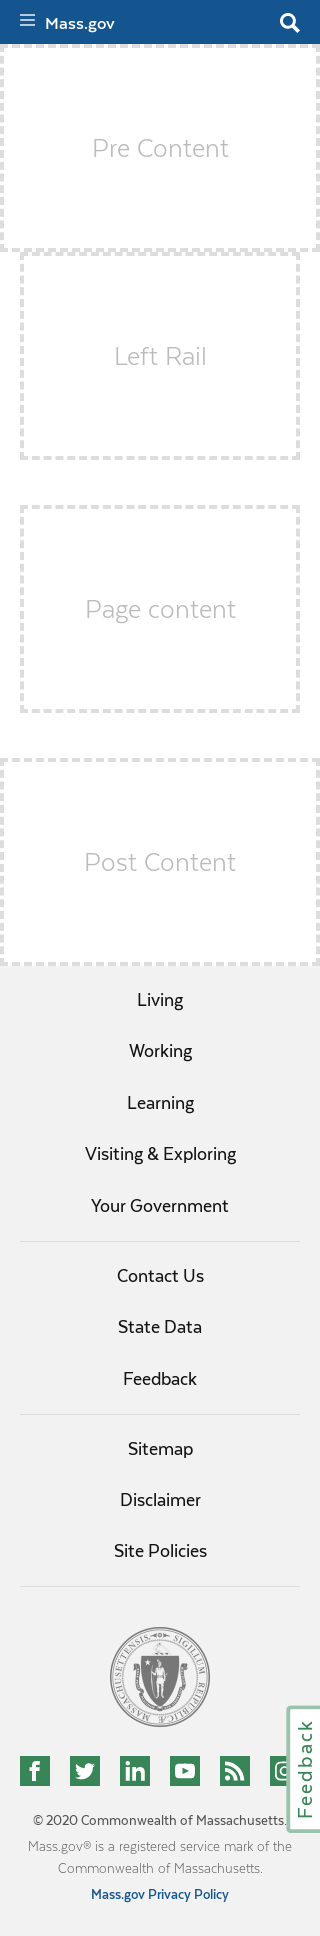 Mass.gov
Pre Content
Left Rail
Page content
Post Content
Living
Working
Learning
Visiting & Exploring
Your Government
Contact Us
State Data
Feedback
Sitemap
Disclaimer
Site Policies
Feedback
© 2020 Commonwealth of Massachusetts.
Mass.gov® is a registered service mark of the
Commonwealth of Massachusetts.
Mass.gov Privacy Policy